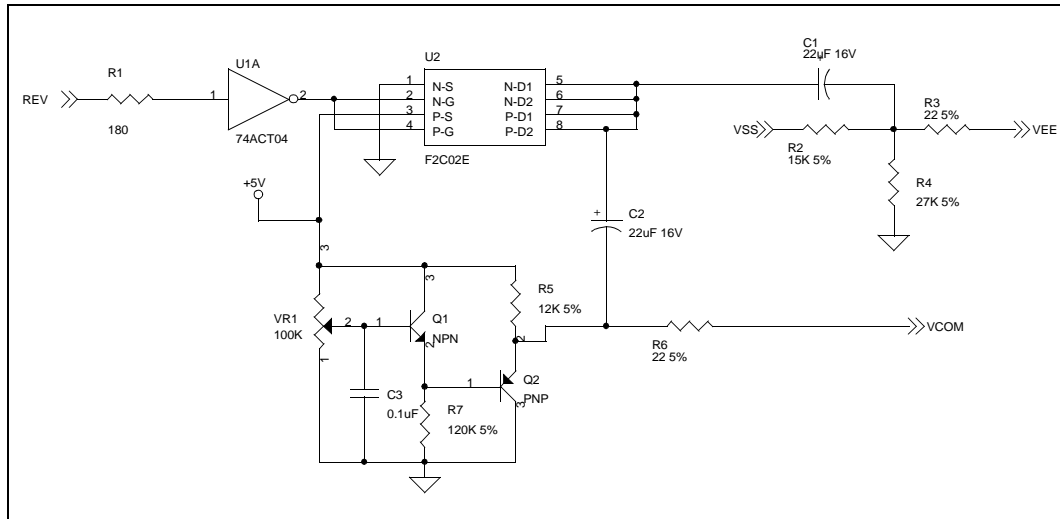 C1
22uF 16V
U1A
U2
R1
1 N-S N-D1 5
REV 1 2 2 N-G N-D2 6
3 P-S P-D1 7
R3
22 5%
180
4 P-G P-D2 8
VSS VEE
74ACT04
R2
15K 5%
F2C02E
R4
+5V
27K 5%
+
C2
22uF 16V
3
3
R5
12K 5%
VR1 2 1 Q1
100K NPN
VCOM
2
2
R6
22 5%
1
C3
1 Q2
PNP
0.1uF R7
3
120K 5%